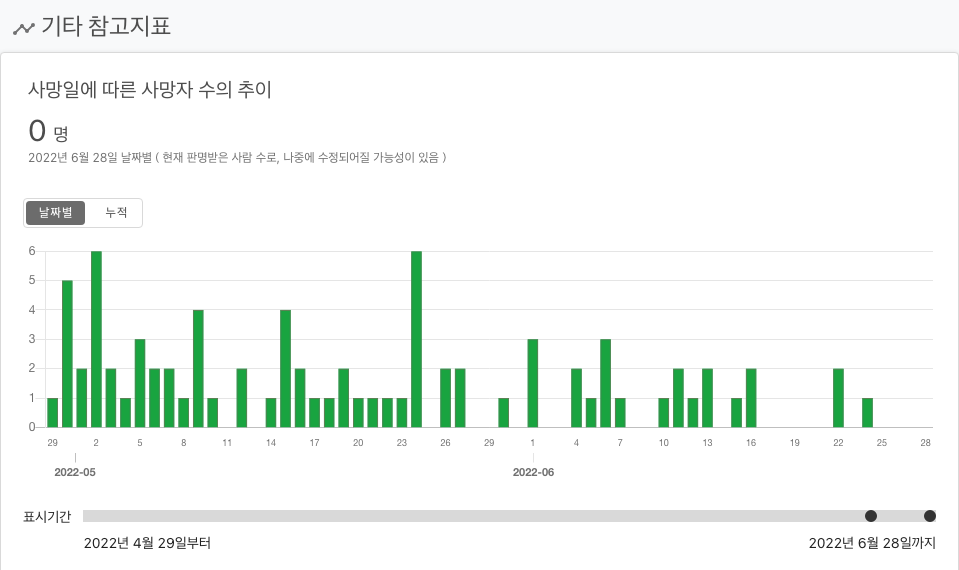 기타 참고지표
사망일에 따른 사망자 수의 추이
0 명
2022년 6월 28일 날짜별 ( 현재 판명받은 사람 수로, 나중에 수정되어질 가능성이 있음 )
날짜별 누적
6
5
4
3
2
1
0
29 2 5 8 11 14 17 20 23 26 29 1 4 7 10 13 16 19 22 25 28
2022-05 2022-06
표시기간
2022년 4월 29일부터 2022년 6월 28일까지